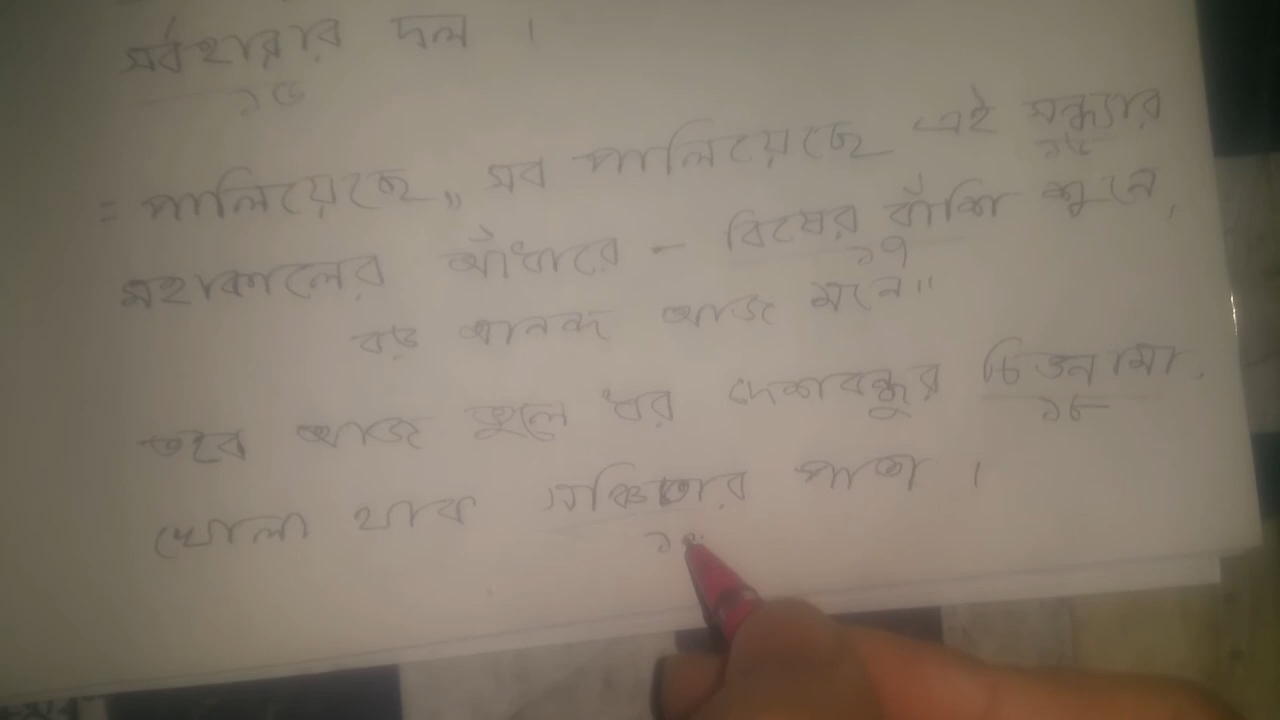 সর্বহারার দল ।
১৫
= পালিয়েছে,, সব পালিয়েছে এই সন্ধ্যার
১৬
মহাকালের আঁধারে - বিষের বাঁশি শুনে,
১৭
বড় আনন্দ আজ মনে॥
তবে আজ তুলে ধর দেশবন্ধুর চিত্তনামা,
১৮
খোলা থাক সঞ্চিতার পাতা ।
১৯